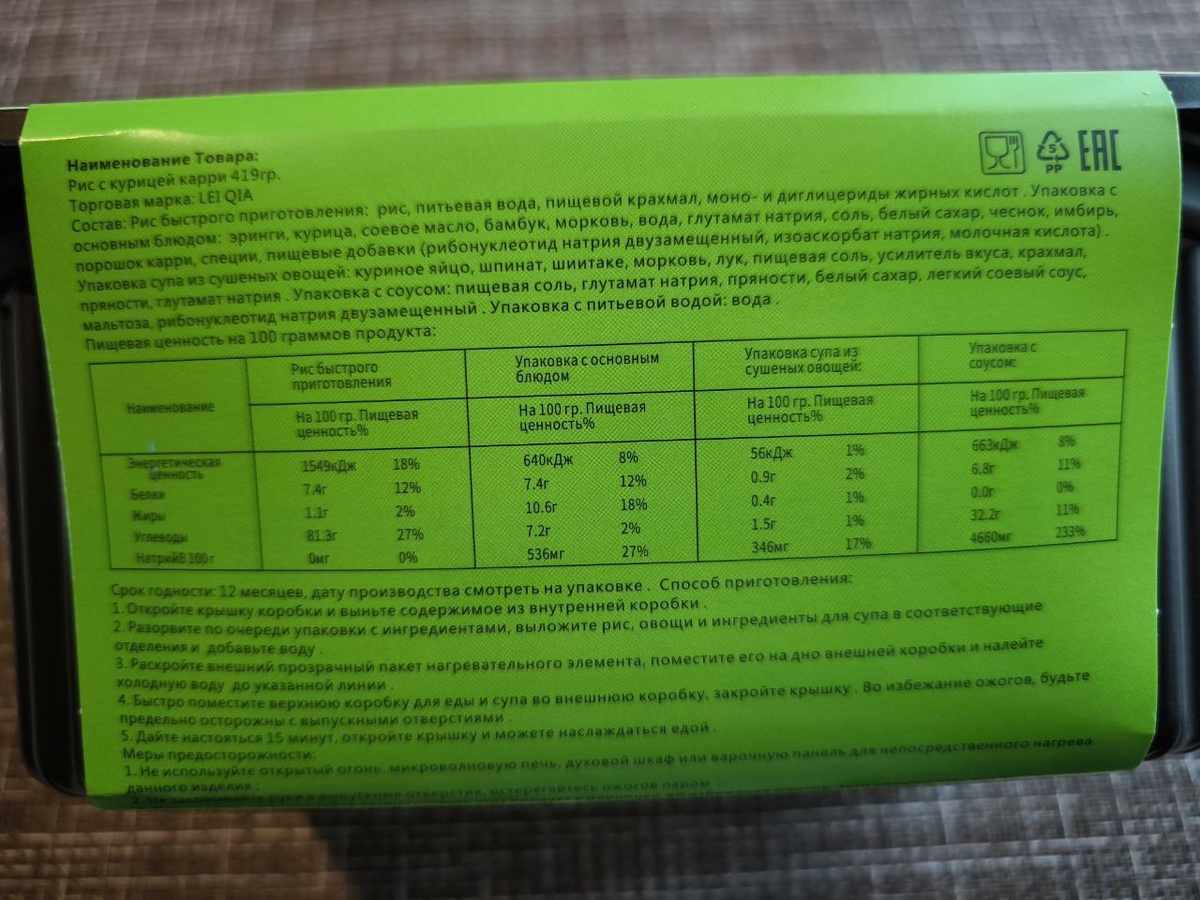 Наименование Товара:
Рис с курицей карри 419гр.
Торговая марка: LEI QIA
5
PP
EAC
Состав: Рис быстрого приготовления: рис, питьевая вода, пищевой крахмал, моно- и диглицериды жирных кислот . Упаковка с
основным блюдом: эринги, курица, соевое масло, бамбук, морковь, вода, глутамат натрия, соль, белый сахар, чеснок, имбирь,
порошок карри, специи, пищевые добавки (рибонуклеотид натрия двузамещенный, изоаскорбат натрия, молочная кислота) .
Упаковка супа из сушеных овощей: куриное яйцо, шпинат, шиитаке, морковь, лук, пищевая соль, усилитель вкуса, крахмал,
пряности, глутамат натрия . Упаковка с соусом: пищевая соль, глутамат натрия, пряности, белый сахар, легкий соевый соус,
мальтоза, рибонуклеотид натрия двузамещенный . Упаковка с питьевой водой: вода .
Пищевая ценность на 100 граммов продукта:
Наименование
Рис быстрого
приготовления
Упаковка с основным
блюдом
Упаковка супа из
сушеных овощей:
Упаковка с
соусом:
На 100 гр. Пищевая
ценность%
На 100 гр. Пищевая
ценность%
На 100 гр. Пищевая
ценность%
На 100 гр. Пищевая
ценность%
Энергетическая
ценность
1549кДж 18% 640кДж 8% 56кДж 1% 663кДж 8%
Белки 7.4г 12% 7.4г 12% 0.9г 2% 6.8г 11%
Жиры 1.1г 2% 10.6г 18% 0.4г 1% 0.0г 0%
Углеводы 81.3г 27% 7.2г 2% 1.5г 1% 32.2г 11%
НатрийВ 100 г 0мг 0% 536мг 27% 346мг 17% 4660мг 233%
Срок годности: 12 месяцев, дату производства смотреть на упаковке . Способ приготовления:
1. Откройте крышку коробки и выньте содержимое из внутренней коробки .
2. Разорвите по очереди упаковки с ингредиентами, выложите рис, овощи и ингредиенты для супа в соответствующие
отделения и добавьте воду .
3. Раскройте внешний прозрачный пакет нагревательного элемента, поместите его на дно внешней коробки и налейте
холодную воду до указанной линии .
4. Быстро поместите верхнюю коробку для еды и супа во внешнюю коробку, закройте крышку . Во избежание ожогов, будьте
предельно осторожны с выпускными отверстиями .
5. Дайте настояться 15 минут, откройте крышку и можете наслаждаться едой .
Меры предосторожности:
1. Не используйте открытый огонь, микроволновую печь, духовой шкаф или варочную панель для непосредственного нагрева
данного изделия ;
руки в выпускные отверстия, остерегайтесь ожогов паром .